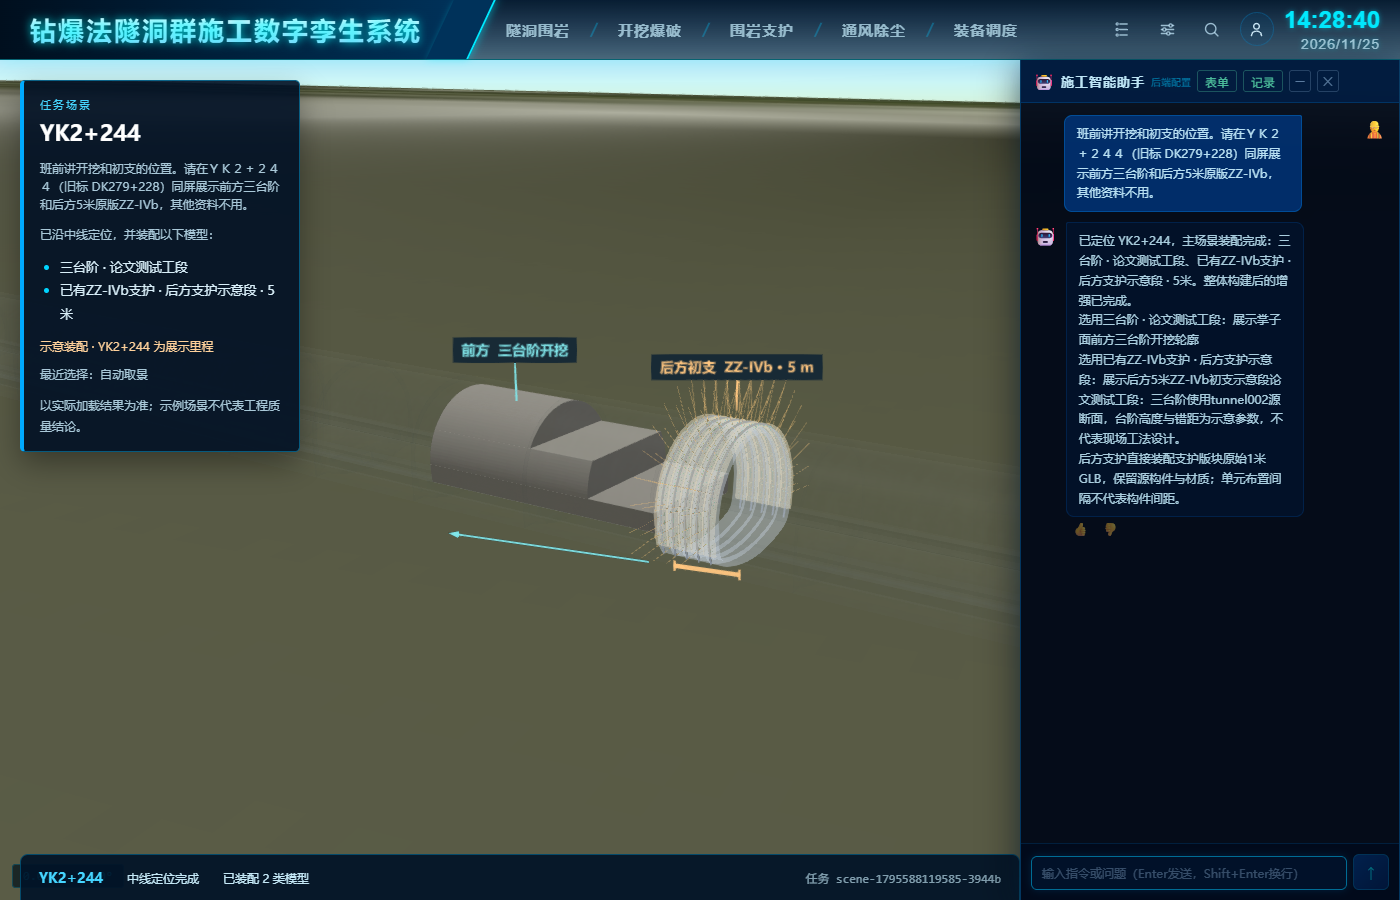 钻爆法隧洞群施工数字孪生系统
隧洞围岩 / 开挖爆破 / 围岩支护 / 通风除尘 / 装备调度
14:28:40
2026/11/25
任务场景
YK2+244
班前讲开挖和初支的位置。请在ＹＫ２＋２４
４（旧标 DK279+228）同屏展示前方三台阶
和后方5米原版ZZ-IVb，其他资料不用。
已沿中线定位，并装配以下模型：
三台阶 · 论文测试工段
已有ZZ-IVb支护 · 后方支护示意段 · 5
米
示意装配 · YK2+244 为展示里程
最近选择：自动取景
以实际加载结果为准；示例场景不代表工程质
量结论。
前方 三台阶开挖
后方初支 ZZ-IVb · 5 m
YK2+244 中线定位完成 已装配 2 类模型
任务 scene-1795588119585-3944b
施工智能助手 后端配置 表单 记录
班前讲开挖和初支的位置。请在ＹＫ２
＋２４４（旧标 DK279+228）同屏展
示前方三台阶和后方5米原版ZZ-IVb，
其他资料不用。
已定位 YK2+244，主场景装配完成：三
台阶 · 论文测试工段、已有ZZ-IVb支护 ·
后方支护示意段 · 5米。整体构建后的增
强已完成。
选用三台阶 · 论文测试工段：展示掌子
面前方三台阶开挖轮廓
选用已有ZZ-IVb支护 · 后方支护示意
段：展示后方5米ZZ-IVb初支示意段论
文测试工段：三台阶使用tunnel002源
断面，台阶高度与错距为示意参数，不
代表现场工法设计。
后方支护直接装配支护版块原始1米
GLB，保留源构件与材质；单元布置间
隔不代表构件间距。
输入指令或问题（Enter发送，Shift+Enter换行）